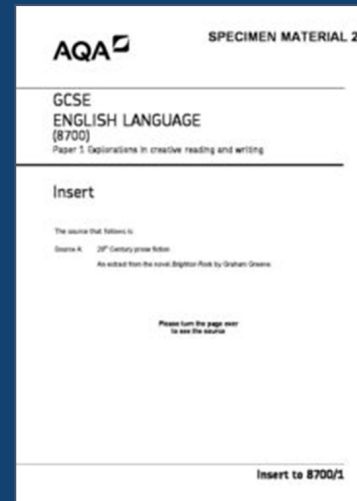 SPECIMEN MATERIAL 2
AQA
GCSE
ENGLISH LANGUAGE
(8700)
Paper 1 Explorations in creative reading and writing
Insert
The source that follows is:
Source A: 20th Century prose fiction
An extract from the novel Brighton Rock by Graham Greene
Please turn the page over
to see the source
Insert to 8700/1